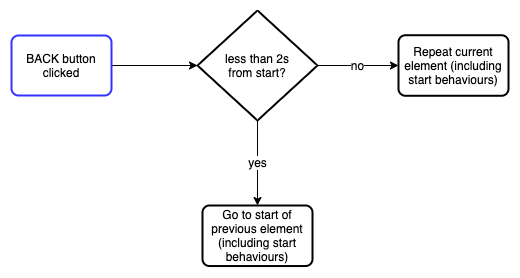 BACK button
clicked
less than 2s
from start?
no
Repeat current
element (including
start behaviours)
yes
Go to start of
previous element
(including start
behaviours)